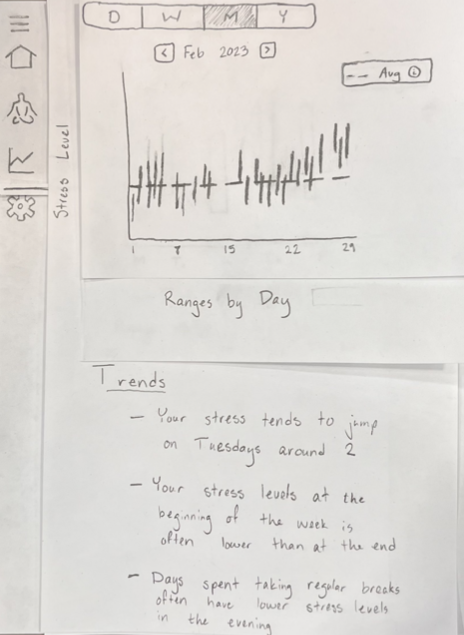 D W M Y
< Feb 2023 >
-- Avg i
Stress Level
1 7 15 22 29
Ranges by Day
Trends
- Your stress tends to jump
on Tuesdays around 2
- Your stress levels at the
beginning of the week is
often lower than at the end
- Days spent taking regular breaks
often have lower stress levels
in the evening